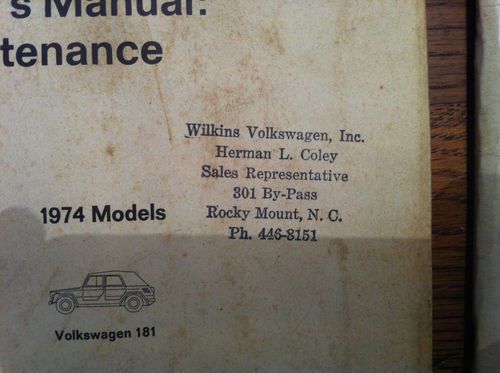 's Manual:
tenance
Wilkins Volkswagen, Inc.
Herman L. Coley
Sales Representative
301 By-Pass
Rocky Mount, N. C.
Ph. 446-8151
1974 Models
Volkswagen 181